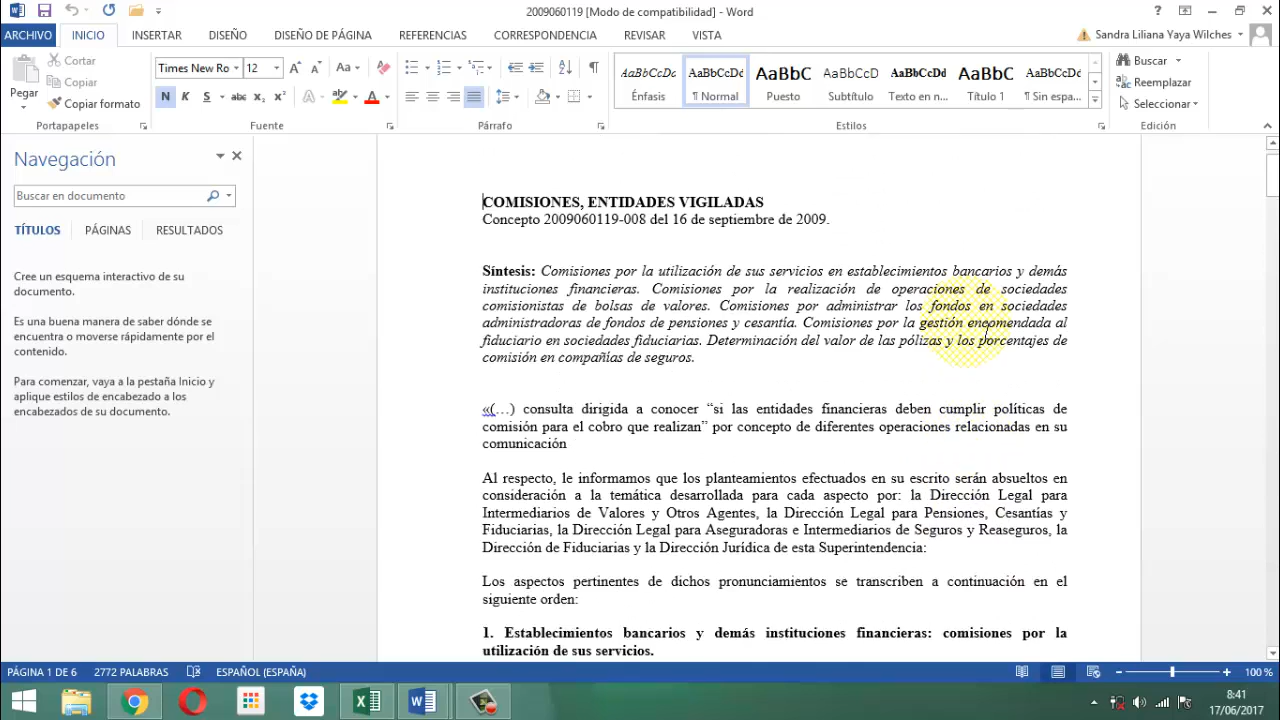 2009060119 [Modo de compatibilidad] - Word
ARCHIVO INICIO INSERTAR DISEÑO DISEÑO DE PÁGINA REFERENCIAS CORRESPONDENCIA REVISAR VISTA Sandra Liliana Yaya Wilches
Pegar
Cortar
Copiar
Copiar formato
Portapapeles
Times New Ro 12
N K S abc x₂ x²
Fuente
Párrafo
AaBbCcDc AaBbCcDc AaBbC AaBbCcD AaBbCcDd AaBbC AaBbCcDc
Énfasis ¶ Normal Puesto Subtítulo Texto en n... Título 1 ¶ Sin espa...
Estilos
Buscar
Reemplazar
Seleccionar
Edición
Navegación
Buscar en documento
TÍTULOS PÁGINAS RESULTADOS
Cree un esquema interactivo de su
documento.
Es una buena manera de saber dónde se
encuentra o moverse rápidamente por el
contenido.
Para comenzar, vaya a la pestaña Inicio y
aplique estilos de encabezado a los
encabezados de su documento.
COMISIONES, ENTIDADES VIGILADAS
Concepto 2009060119-008 del 16 de septiembre de 2009.
Síntesis: Comisiones por la utilización de sus servicios en establecimientos bancarios y demás
instituciones financieras. Comisiones por la realización de operaciones de sociedades
comisionistas de bolsas de valores. Comisiones por administrar los fondos en sociedades
administradoras de fondos de pensiones y cesantía. Comisiones por la gestión encomendada al
fiduciario en sociedades fiduciarias. Determinación del valor de las pólizas y los porcentajes de
comisión en compañías de seguros.
«(…) consulta dirigida a conocer “si las entidades financieras deben cumplir políticas de
comisión para el cobro que realizan” por concepto de diferentes operaciones relacionadas en su
comunicación
Al respecto, le informamos que los planteamientos efectuados en su escrito serán absueltos en
consideración a la temática desarrollada para cada aspecto por: la Dirección Legal para
Intermediarios de Valores y Otros Agentes, la Dirección Legal para Pensiones, Cesantías y
Fiduciarias, la Dirección Legal para Aseguradoras e Intermediarios de Seguros y Reaseguros, la
Dirección de Fiduciarias y la Dirección Jurídica de esta Superintendencia:
Los aspectos pertinentes de dichos pronunciamientos se transcriben a continuación en el
siguiente orden:
1. Establecimientos bancarios y demás instituciones financieras: comisiones por la
utilización de sus servicios.
PÁGINA 1 DE 6 2772 PALABRAS ESPAÑOL (ESPAÑA) 100 %
8:41
17/06/2017